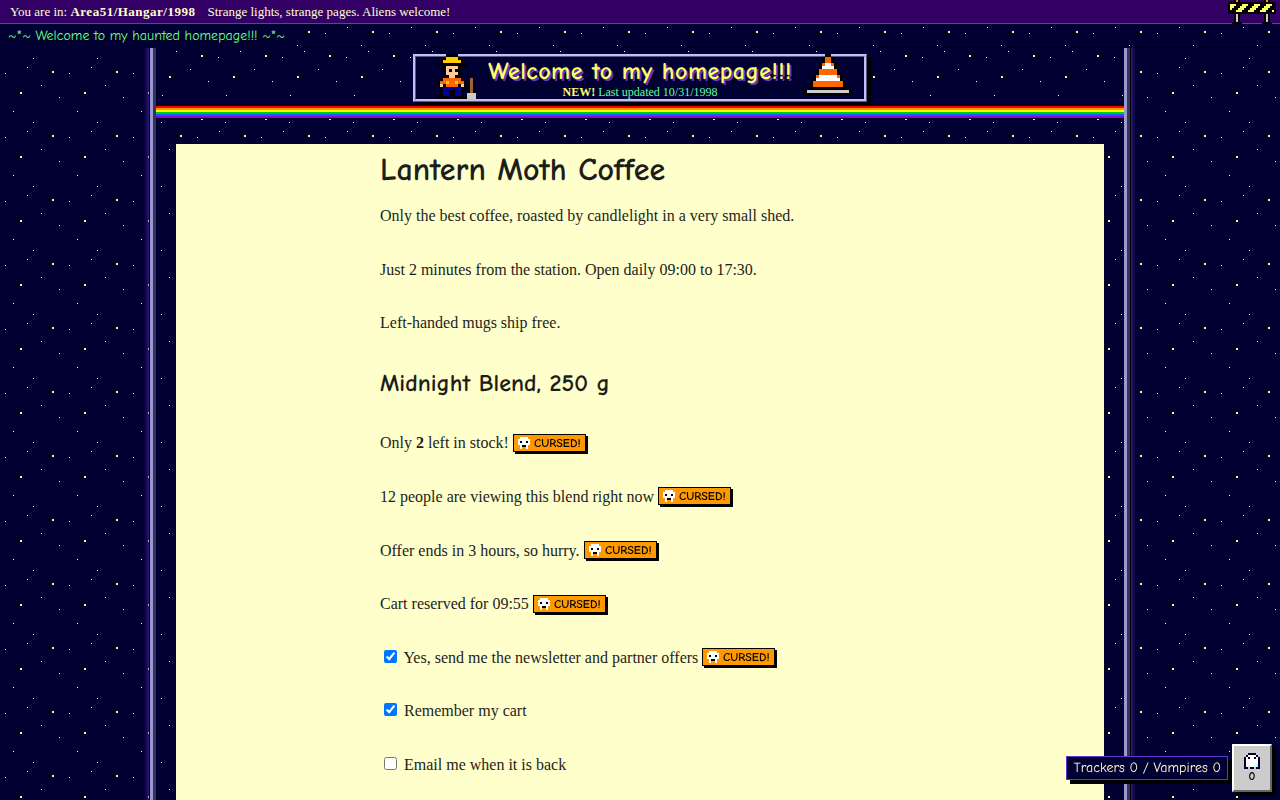 You are in: Area51/Hangar/1998 Strange lights, strange pages. Aliens welcome!
~*~ Welcome to my haunted homepage!!! ~*~
Welcome to my homepage!!!
NEW! Last updated 10/31/1998
Lantern Moth Coffee
Only the best coffee, roasted by candlelight in a very small shed.
Just 2 minutes from the station. Open daily 09:00 to 17:30.
Left-handed mugs ship free.
Midnight Blend, 250 g
Only 2 left in stock! CURSED!
12 people are viewing this blend right now CURSED!
Offer ends in 3 hours, so hurry. CURSED!
Cart reserved for 09:55 CURSED!
Yes, send me the newsletter and partner offers CURSED!
Remember my cart
Email me when it is back
Trackers 0 / Vampires 0
0